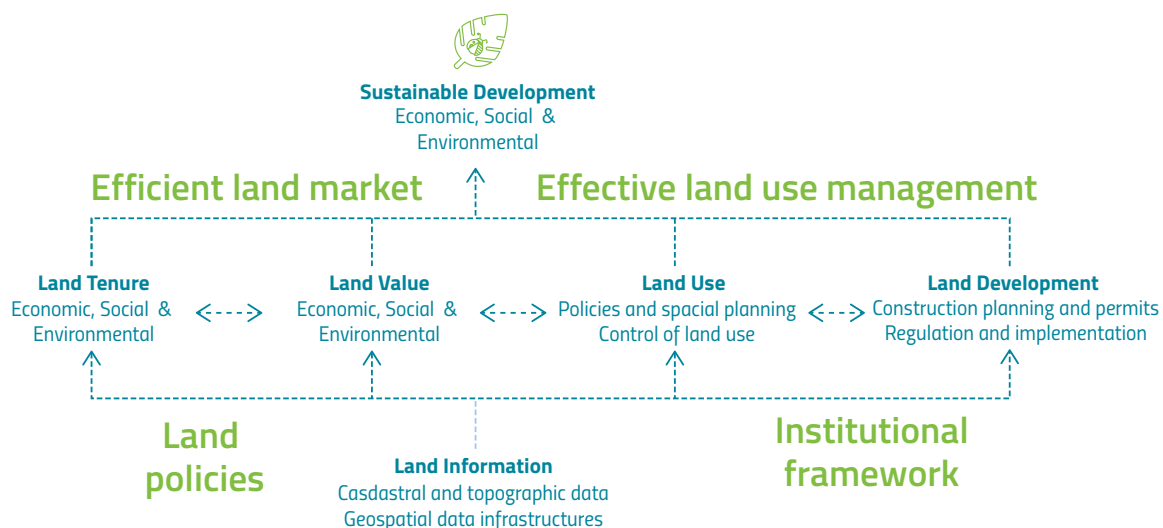 Sustainable Development
Economic, Social &
Environmental
Efficient land market
Effective land use management
Land Tenure
Economic, Social &
Environmental
Land Value
Economic, Social &
Environmental
Land Use
Policies and spacial planning
Control of land use
Land Development
Construction planning and permits
Regulation and implementation
Land
policies
Institutional
framework
Land Information
Casdastral and topographic data
Geospatial data infrastructures